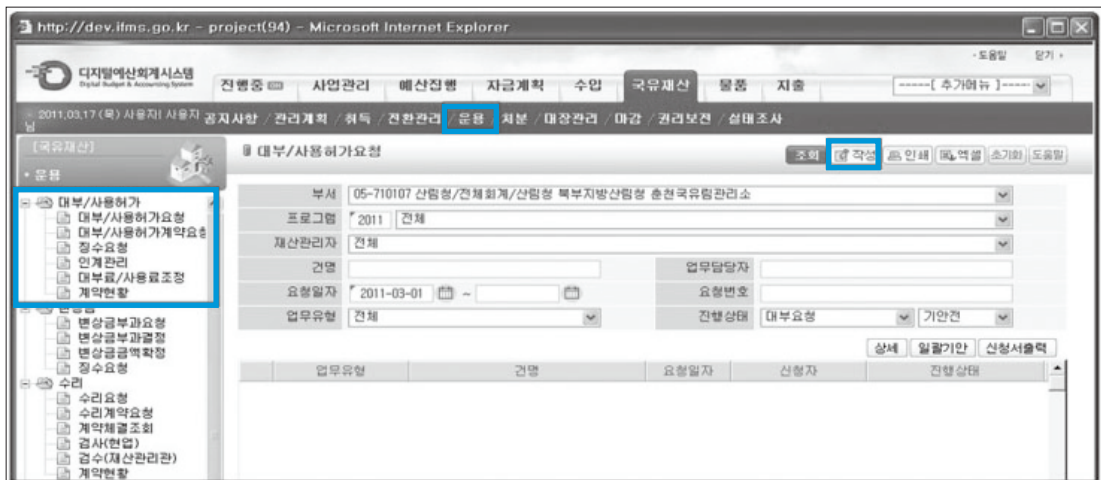 http://dev.ifms.go.kr - project(94) - Microsoft Internet Explorer
·도움말 닫기
디지털예산회계시스템
Digital Budget & Accounting System
진행중 사업관리 예산집행 자금계획 수입 국유재산 물품 지출 -----[ 추가메뉴 ]-----
2011,03,17 (목) 사용자| 사용자님 공지사항 / 관리계획 / 취득 / 전환관리 / 운용 / 처분 / 대장관리 / 마감 / 권리보전 / 실태조사
[국유재산]
• 운용
대부/사용허가요청
조회 작성 인쇄 엑셀 초기화 도움말
대부/사용허가
대부/사용허가요청
대부/사용허가계약요청
징수요청
인계관리
대부료/사용료조정
계약현황
변상금
변상금부과요청
변상금부과결정
변상금금액확정
징수요청
수리
수리요청
수리계약요청
계약체결조회
검사(현업)
검수(재산관리관)
계약현황
부서 05-710107 산림청/전체회계/산림청 북부지방산림청 춘천국유림관리소
프로그램 2011 전체
재산관리자 전체
건명 업무담당자
요청일자 2011-03-01 ~ 요청번호
업무유형 전체 진행상태 대부요청 기안전
상세 일괄기안 신청서출력
업무유형 건명 요청일자 신청자 진행상태